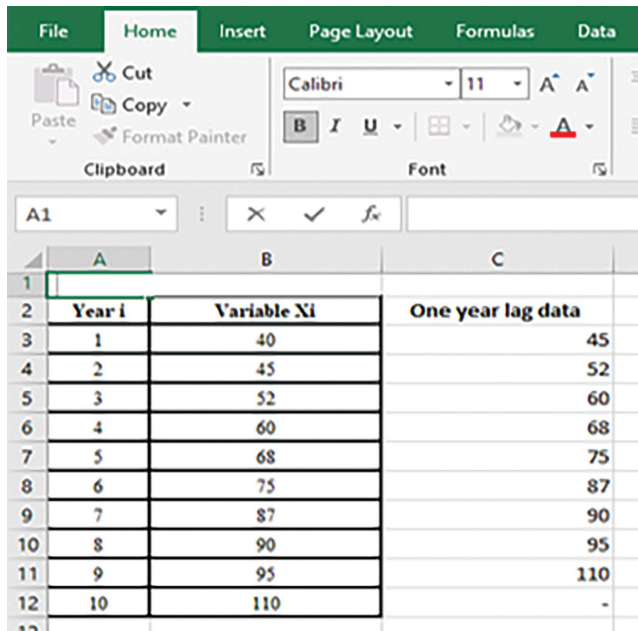 File Home Insert Page Layout Formulas Data
Cut
Copy
Paste
Format Painter
Clipboard
Calibri 11 A A
B I U A
Font
A1 fx
A B C
1
2 Year i Variable Xi One year lag data
3 1 40 45
4 2 45 52
5 3 52 60
6 4 60 68
7 5 68 75
8 6 75 87
9 7 87 90
10 8 90 95
11 9 95 110
12 10 110 -